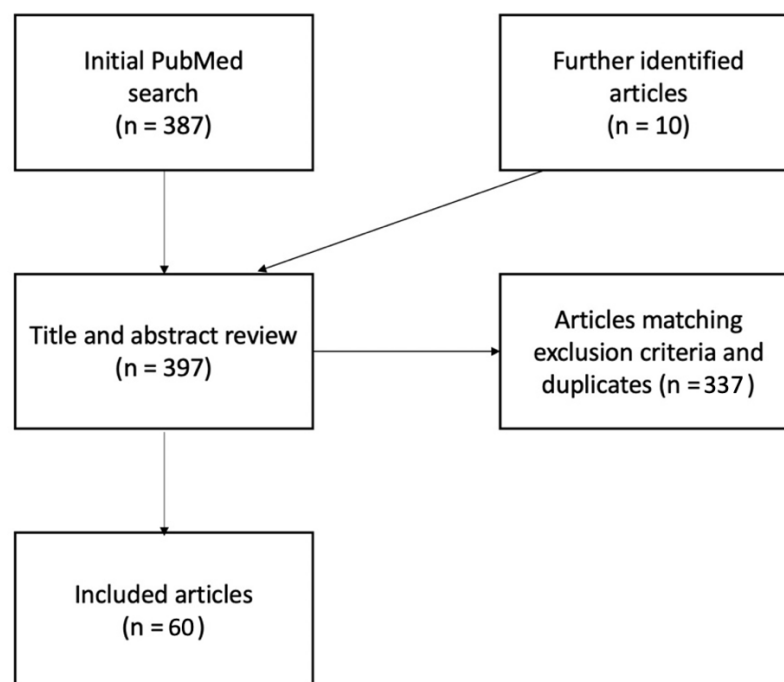 Initial PubMed
search
(n = 387)
Further identified
articles
(n = 10)
Title and abstract review
(n = 397)
Articles matching
exclusion criteria and
duplicates (n = 337)
Included articles
(n = 60)